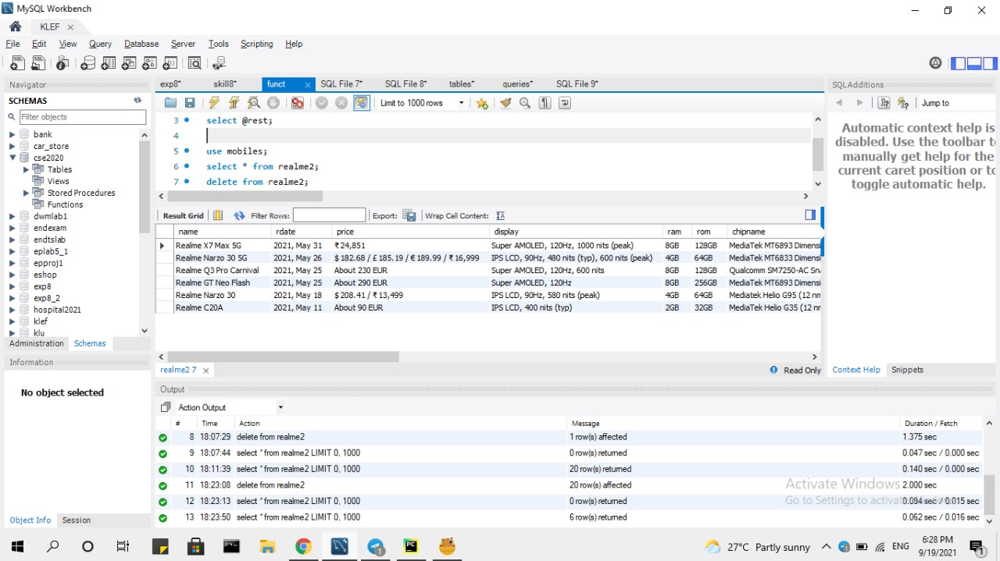 MySQL Workbench
KLEF
File Edit View Query Database Server Tools Scripting Help
Navigator
SCHEMAS
Filter objects
bank
car_store
cse2020
Tables
Views
Stored Procedures
Functions
dwmlab1
endexam
endtslab
eplab5_1
epproj1
eshop
exp8
exp8_2
hospital2021
klef
klu
Administration Schemas
Information
No object selected
Object Info Session
exp8* skill8* funct SQL File 7* SQL File 8* tables* queries* SQL File 9*
Limit to 1000 rows
3 select @rest;
4
5 use mobiles;
6 select * from realme2;
7 delete from realme2;
Result Grid Filter Rows: Export: Wrap Cell Content:
name rdate price display ram rom chipname
Realme X7 Max 5G 2021, May 31 ₹ 24,851 Super AMOLED, 120Hz, 1000 nits (peak) 8GB 128GB MediaTek MT6893 Dimensi
Realme Narzo 30 5G 2021, May 26 $ 182.68 / £ 185.19 / € 189.99 / ₹ 16,999 IPS LCD, 90Hz, 480 nits (typ), 600 nits (peak) 4GB 64GB MediaTek MT6833 Dimensi
Realme Q3 Pro Carnival 2021, May 25 About 230 EUR Super AMOLED, 120Hz, 600 nits 8GB 128GB Qualcomm SM7250-AC Sna
Realme GT Neo Flash 2021, May 25 About 290 EUR Super AMOLED, 120Hz 8GB 256GB MediaTek MT6893 Dimensi
Realme Narzo 30 2021, May 18 $ 208.41 / ₹ 13,499 IPS LCD, 90Hz, 580 nits (peak) 4GB 64GB Mediatek Helio G95 (12 nm
Realme C20A 2021, May 11 About 90 EUR IPS LCD, 400 nits (typ) 2GB 32GB MediaTek Helio G35 (12 nm
realme2 7
Read Only
SQLAdditions
Jump to
Automatic context help is
disabled. Use the toolbar to
manually get help for the
current caret position or to
toggle automatic help.
Context Help Snippets
Output
Action Output
# Time Action Message Duration / Fetch
8 18:07:29 delete from realme2 1 row(s) affected 1.375 sec
9 18:07:44 select * from realme2 LIMIT 0, 1000 0 row(s) returned 0.047 sec / 0.000 sec
10 18:11:39 select * from realme2 LIMIT 0, 1000 20 row(s) returned 0.140 sec / 0.000 sec
11 18:23:08 delete from realme2 20 row(s) affected 2.000 sec
12 18:23:13 select * from realme2 LIMIT 0, 1000 0 row(s) returned 0.094 sec / 0.015 sec
13 18:23:50 select * from realme2 LIMIT 0, 1000 6 row(s) returned 0.062 sec / 0.016 sec
Activate Windows
Go to Settings to activate Windows.
27°C Partly sunny
ENG
6:28 PM
9/19/2021